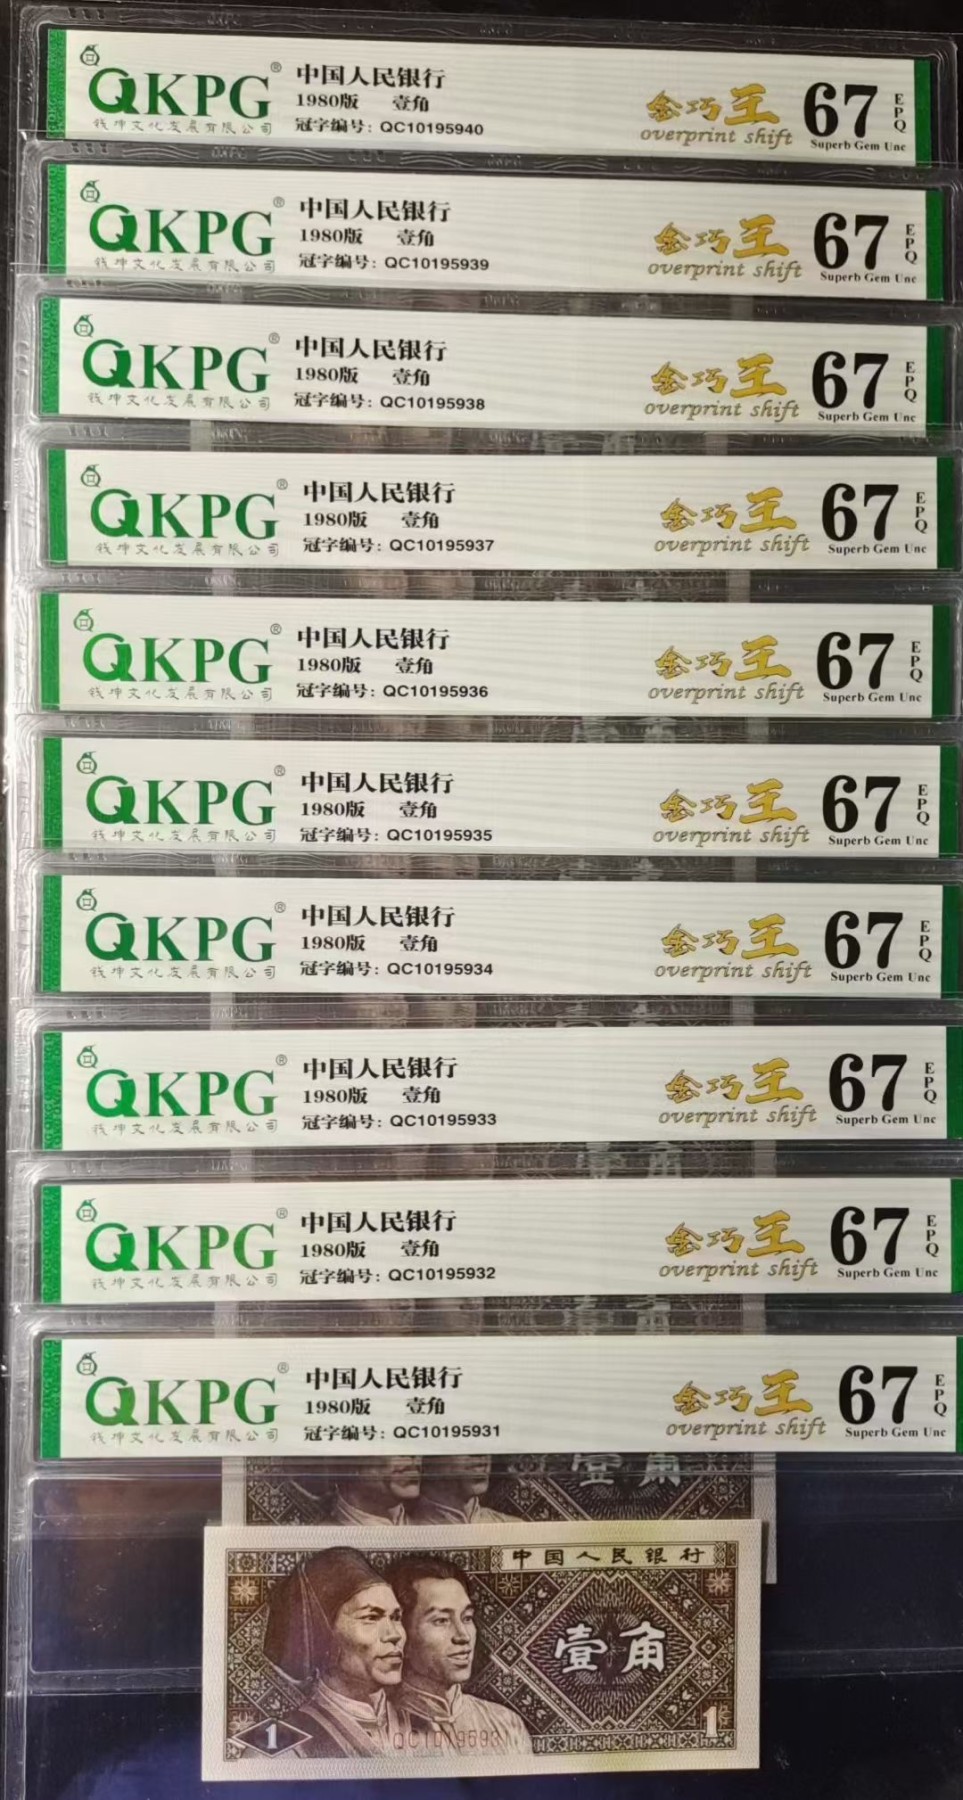 QKPG®
钱坤文化发展有限公司
中国人民银行
1980版 壹角
冠字编号: QC10195940
金巧王
overprint shift
67
EPQ
Superb Gem Unc
QKPG®
钱坤文化发展有限公司
中国人民银行
1980版 壹角
冠字编号: QC10195939
金巧王
overprint shift
67
EPQ
Superb Gem Unc
QKPG®
钱坤文化发展有限公司
中国人民银行
1980版 壹角
冠字编号: QC10195938
金巧王
overprint shift
67
EPQ
Superb Gem Unc
QKPG®
钱坤文化发展有限公司
中国人民银行
1980版 壹角
冠字编号: QC10195937
金巧王
overprint shift
67
EPQ
Superb Gem Unc
QKPG®
钱坤文化发展有限公司
中国人民银行
1980版 壹角
冠字编号: QC10195936
金巧王
overprint shift
67
EPQ
Superb Gem Unc
QKPG®
钱坤文化发展有限公司
中国人民银行
1980版 壹角
冠字编号: QC10195935
金巧王
overprint shift
67
EPQ
Superb Gem Unc
QKPG®
钱坤文化发展有限公司
中国人民银行
1980版 壹角
冠字编号: QC10195934
金巧王
overprint shift
67
EPQ
Superb Gem Unc
QKPG®
钱坤文化发展有限公司
中国人民银行
1980版 壹角
冠字编号: QC10195933
金巧王
overprint shift
67
EPQ
Superb Gem Unc
QKPG®
钱坤文化发展有限公司
中国人民银行
1980版 壹角
冠字编号: QC10195932
金巧王
overprint shift
67
EPQ
Superb Gem Unc
QKPG®
钱坤文化发展有限公司
中国人民银行
1980版 壹角
冠字编号: QC10195931
金巧王
overprint shift
67
EPQ
Superb Gem Unc
壹角
中国人民银行
壹角
1
1